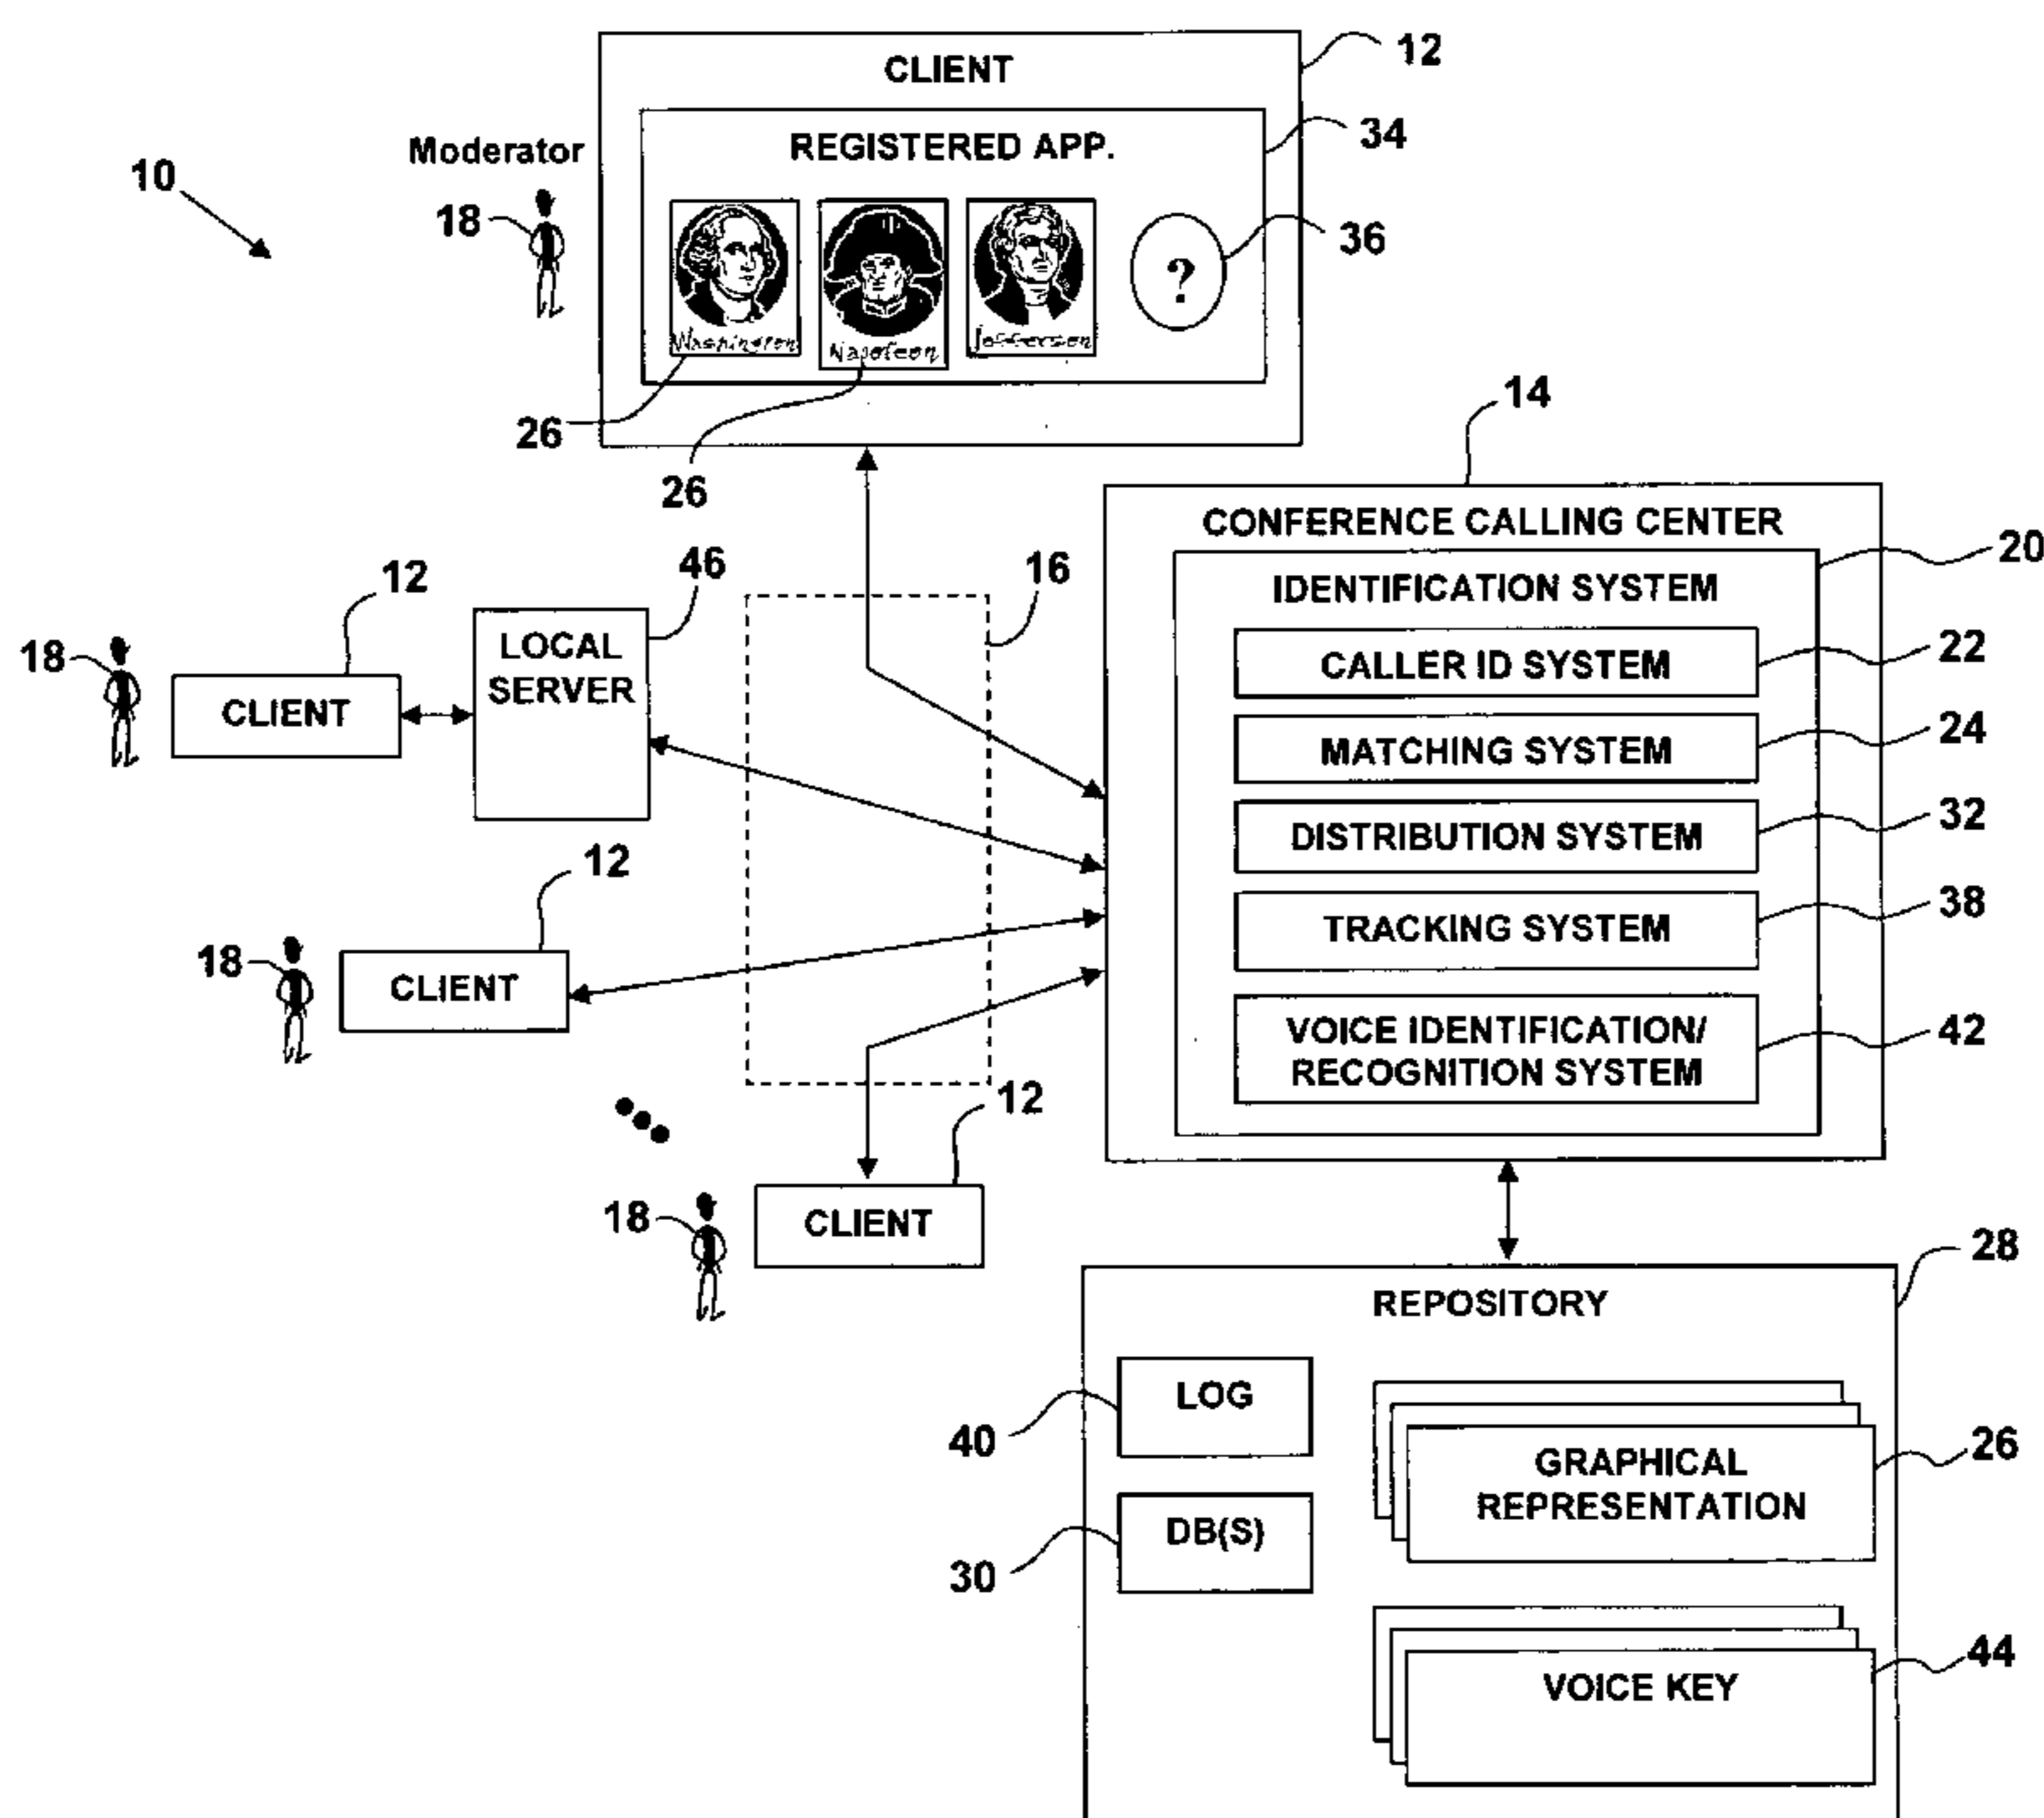 12
CLIENT
34
REGISTERED APP.
Moderator
10
18
36
?
Washington
Napoleon
Jefferson
26
26
14
CONFERENCE CALLING CENTER
20
IDENTIFICATION SYSTEM
46
16
12
LOCAL
SERVER
22
CALLER ID SYSTEM
18
CLIENT
24
MATCHING SYSTEM
32
DISTRIBUTION SYSTEM
12
38
TRACKING SYSTEM
18
CLIENT
42
VOICE IDENTIFICATION/
RECOGNITION SYSTEM
12
18
CLIENT
28
REPOSITORY
LOG
40
26
GRAPHICAL
REPRESENTATION
DB(S)
30
44
VOICE KEY